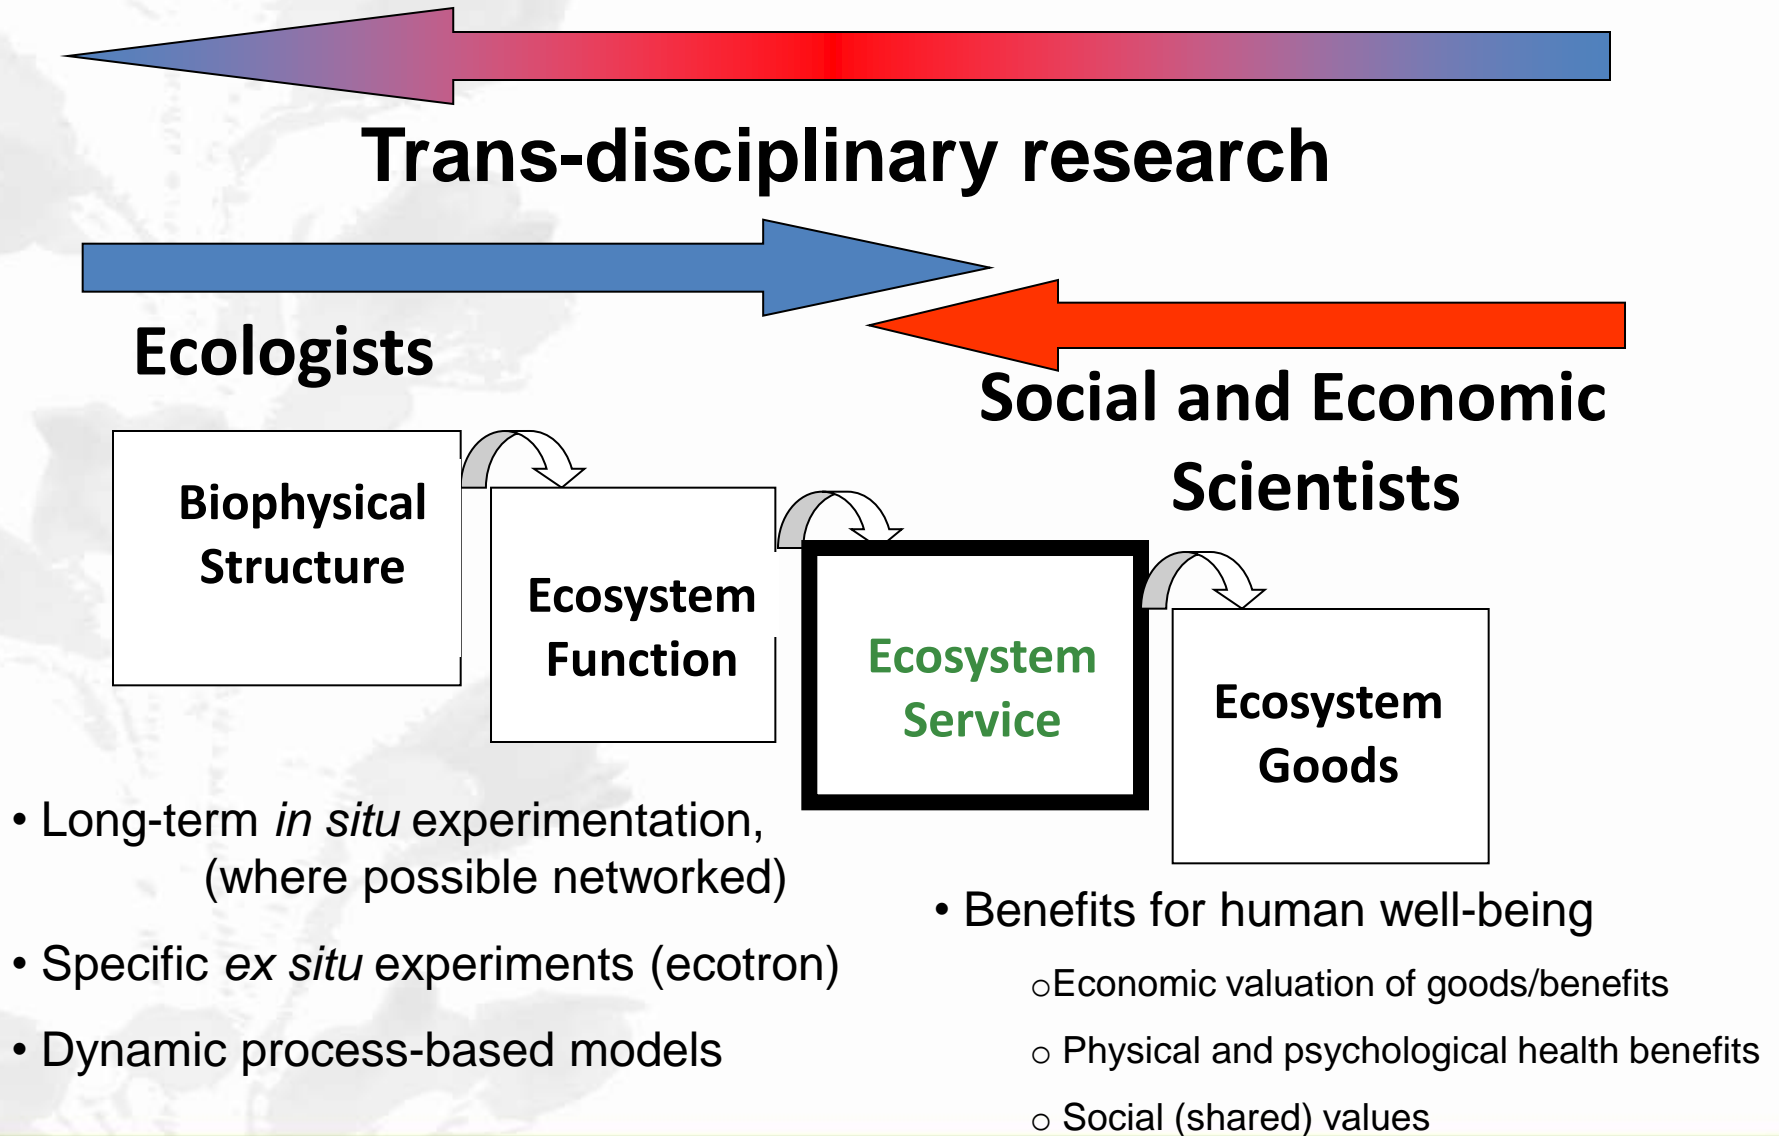 Trans-disciplinary research
Ecologists
Social and Economic
Scientists
Biophysical
Structure
Ecosystem
Function
Ecosystem
Service
Ecosystem
Goods
• Long-term in situ experimentation,
(where possible networked)
• Specific ex situ experiments (ecotron)
• Dynamic process-based models
• Benefits for human well-being
oEconomic valuation of goods/benefits
o Physical and psychological health benefits
o Social (shared) values